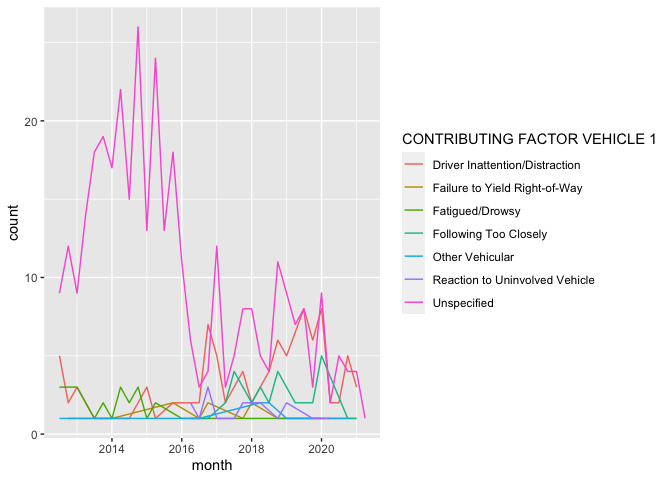 20
10
0
count
2014
2016
2018
2020
month
CONTRIBUTING FACTOR VEHICLE 1
Driver Inattention/Distraction
Failure to Yield Right-of-Way
Fatigued/Drowsy
Following Too Closely
Other Vehicular
Reaction to Uninvolved Vehicle
Unspecified